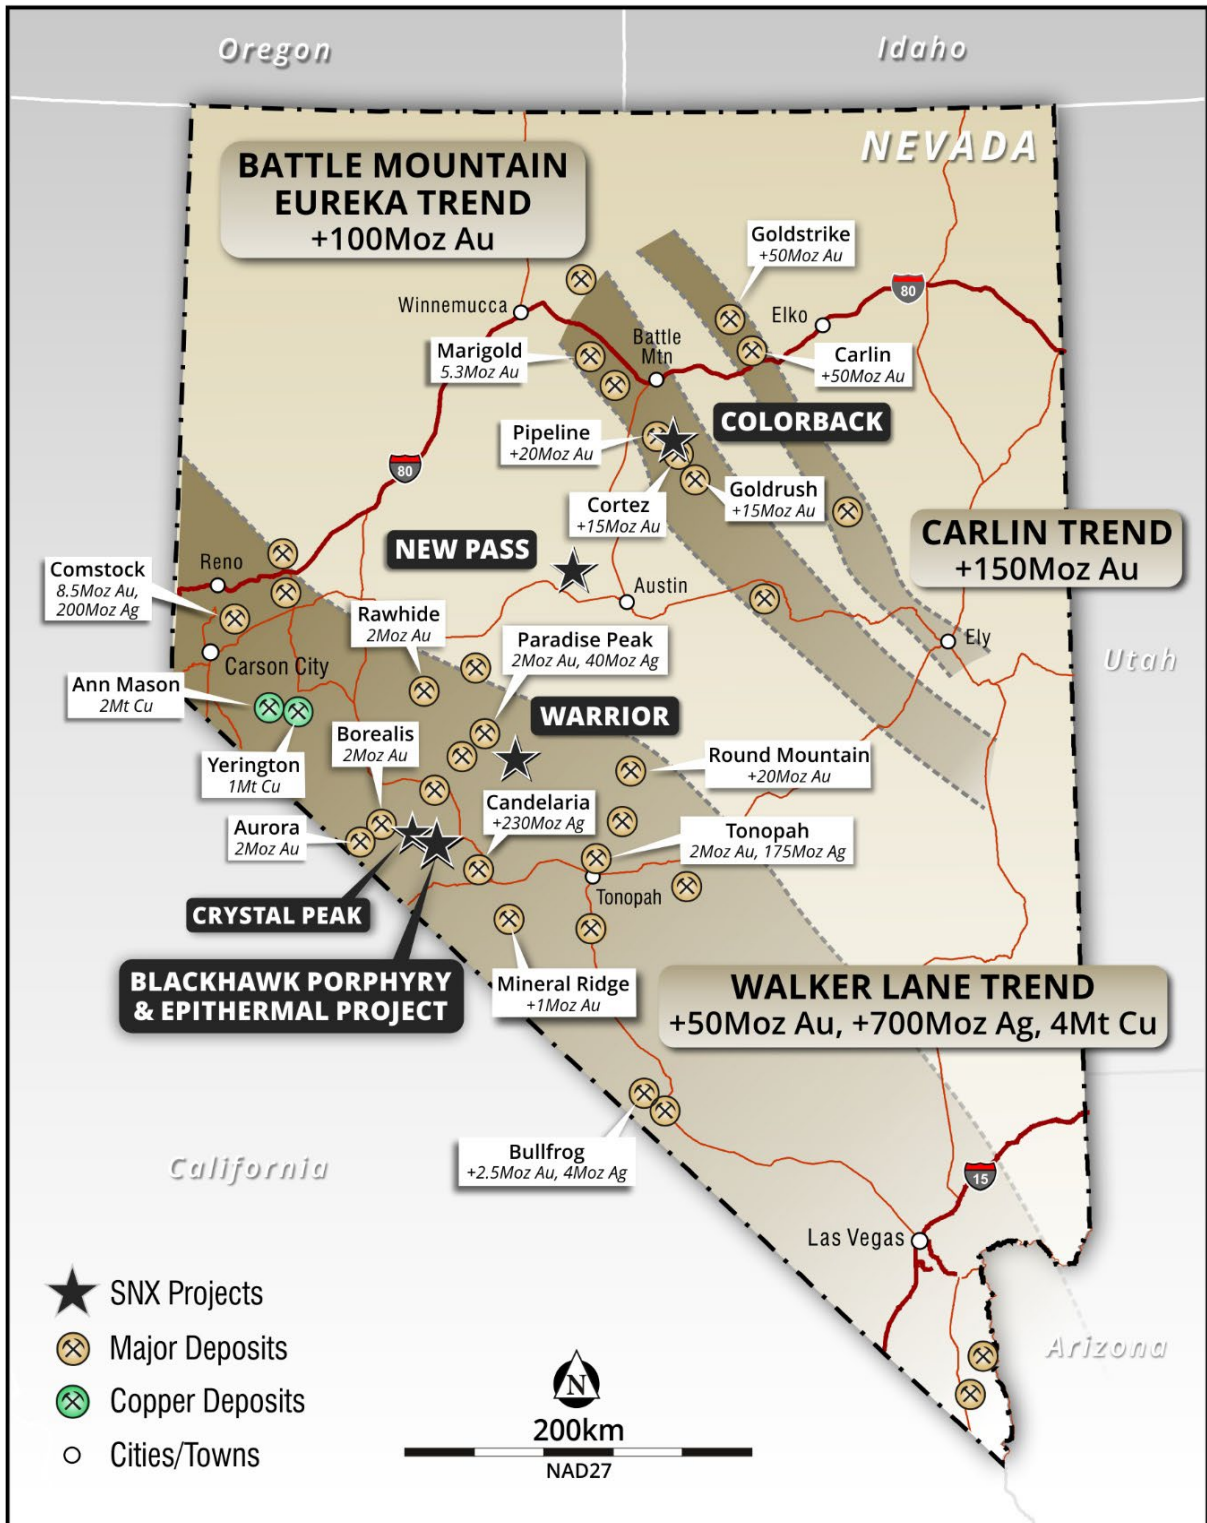 Oregon
Idaho
NEVADA
BATTLE MOUNTAIN
EUREKA TREND
+100Moz Au
Goldstrike
+50Moz Au
80
Winnemucca
Elko
Battle
Mtn
Marigold
5.3Moz Au
Carlin
+50Moz Au
COLORBACK
Pipeline
+20Moz Au
80
Goldrush
+15Moz Au
Cortez
+15Moz Au
CARLIN TREND
+150Moz Au
NEW PASS
Reno
Comstock
8.5Moz Au,
200Moz Ag
Austin
Rawhide
2Moz Au
Ely
Paradise Peak
2Moz Au, 40Moz Ag
Utah
Carson City
Ann Mason
2Mt Cu
WARRIOR
Borealis
2Moz Au
Round Mountain
+20Moz Au
Yerington
1Mt Cu
Candelaria
+230Moz Ag
Aurora
2Moz Au
Tonopah
2Moz Au, 175Moz Ag
Tonopah
CRYSTAL PEAK
BLACKHAWK PORPHYRY
& EPITHERMAL PROJECT
Mineral Ridge
+1Moz Au
WALKER LANE TREND
+50Moz Au, +700Moz Ag, 4Mt Cu
Bullfrog
+2.5Moz Au, 4Moz Ag
California
15
Las Vegas
Arizona
SNX Projects
Major Deposits
Copper Deposits
Cities/Towns
N
200km
NAD27